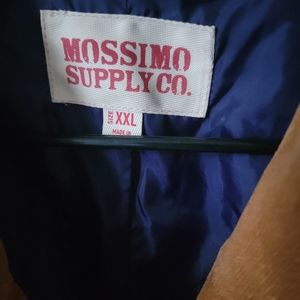 MOSSIMO
SUPPLY CO.
SIZE XXL
MADE IN